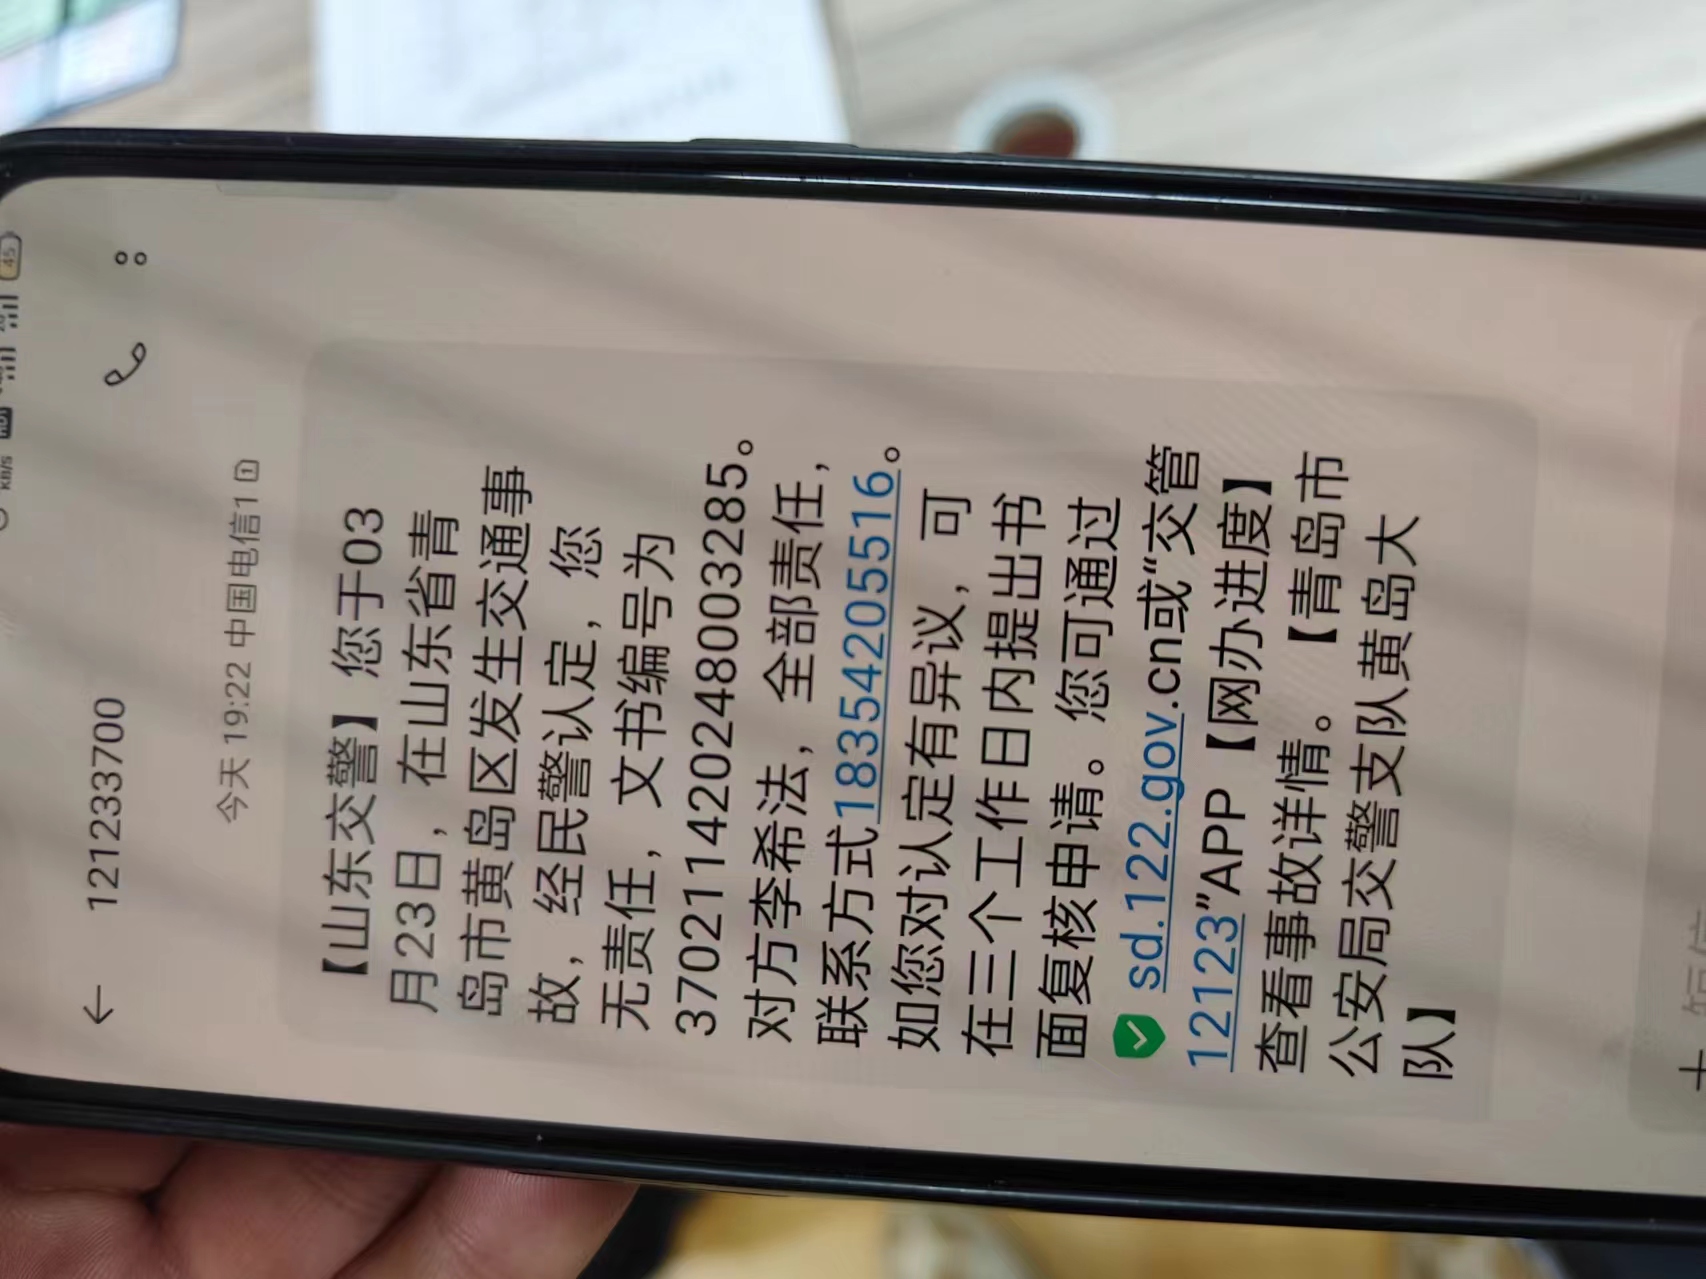 KB/S
45
←
121233700
今天 19:22 中国电信1
【山东交警】您于03
月23日，在山东省青
岛市黄岛区发生交通事
故，经民警认定，您
无责任，文书编号为
3702114202480003285。
对方李希法，全部责任，
联系方式18354205516。
如您对认定有异议，可
在三个工作日内提出书
面复核申请。您可通过
sd.122.gov.cn或“交管
12123”APP【网办进度】
查看事故详情。【青岛市
公安局交警支队黄岛大
队】